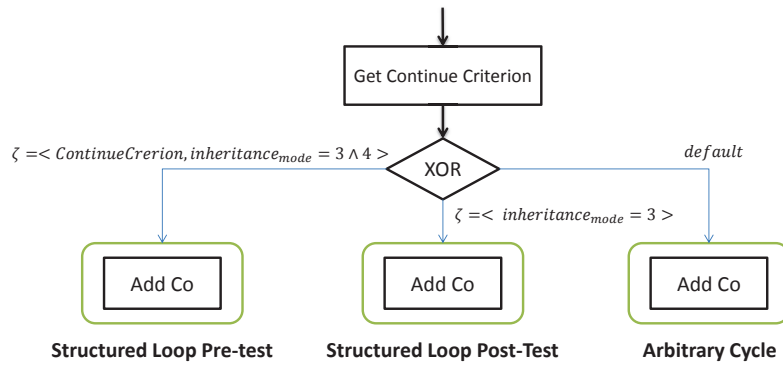 Get Continue Criterion
ζ =< ContinueCrerion, inheritance_mode = 3 ∧ 4 >
XOR
default
ζ =< inheritance_mode = 3 >
Add Co
Add Co
Add Co
Structured Loop Pre-test
Structured Loop Post-Test
Arbitrary Cycle